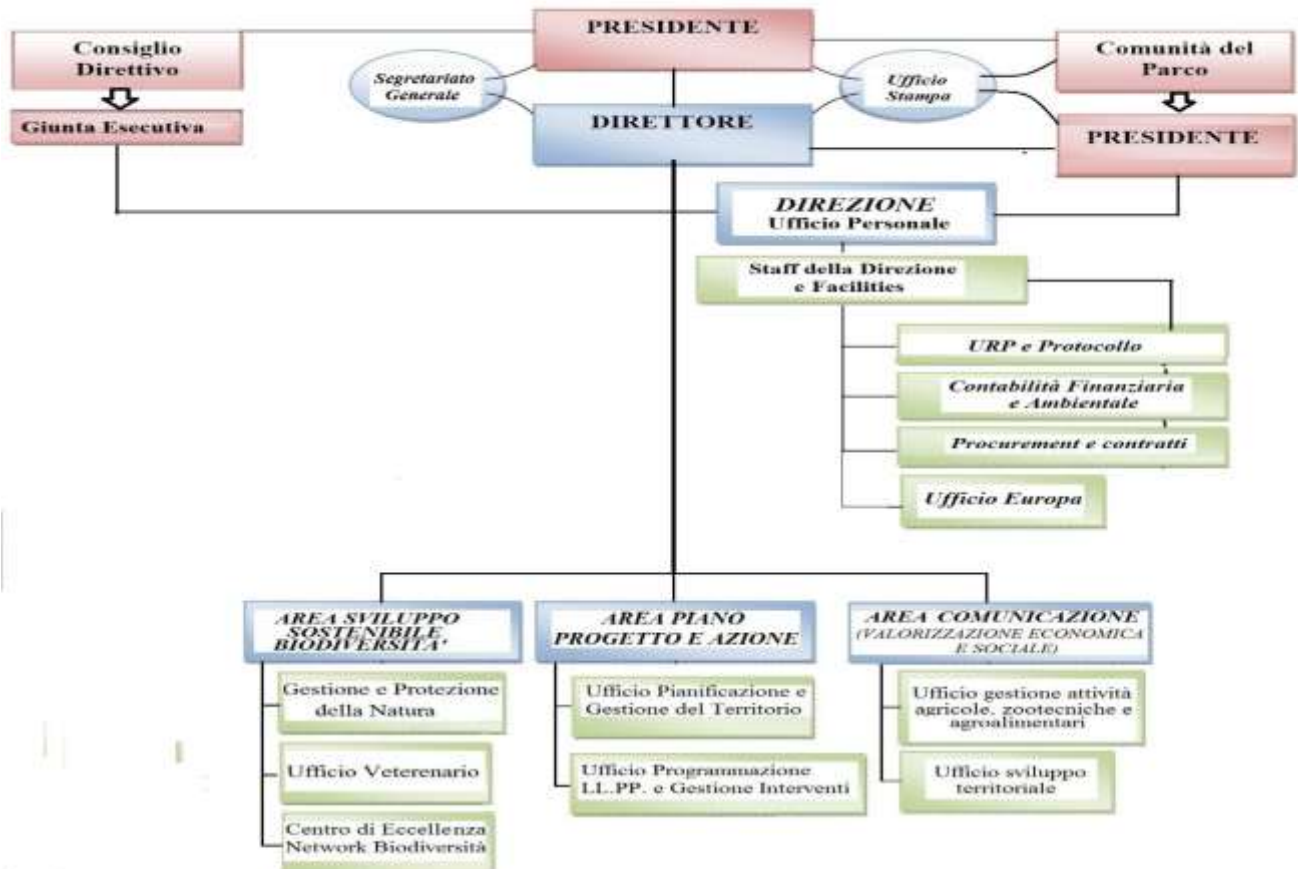 PRESIDENTE
Consiglio
Direttivo
Segretariato
Generale
Ufficio
Stampa
Comunità del
Parco
Giunta Esecutiva
DIRETTORE
PRESIDENTE
DIREZIONE
Ufficio Personale
Staff della Direzione
e Facilities
URP e Protocollo
Contabilità Finanziaria
e Ambientale
Procurement e contratti
Ufficio Europa
AREA SVILUPPO
SOSTENIBILE
BIODIVERSITA'
Gestione e Protezione
della Natura
Ufficio Veterenario
Centro di Eccellenza
Network Biodiversità
AREA PIANO
PROGETTO E AZIONE
Ufficio Pianificazione e
Gestione del Territorio
Ufficio Programmazione
LL.PP. e Gestione Interventi
AREA COMUNICAZIONE
(VALORIZZAZIONE ECONOMICA
E SOCIALE)
Ufficio gestione attività
agricole, zootecniche e
agroalimentari
Ufficio sviluppo
territoriale